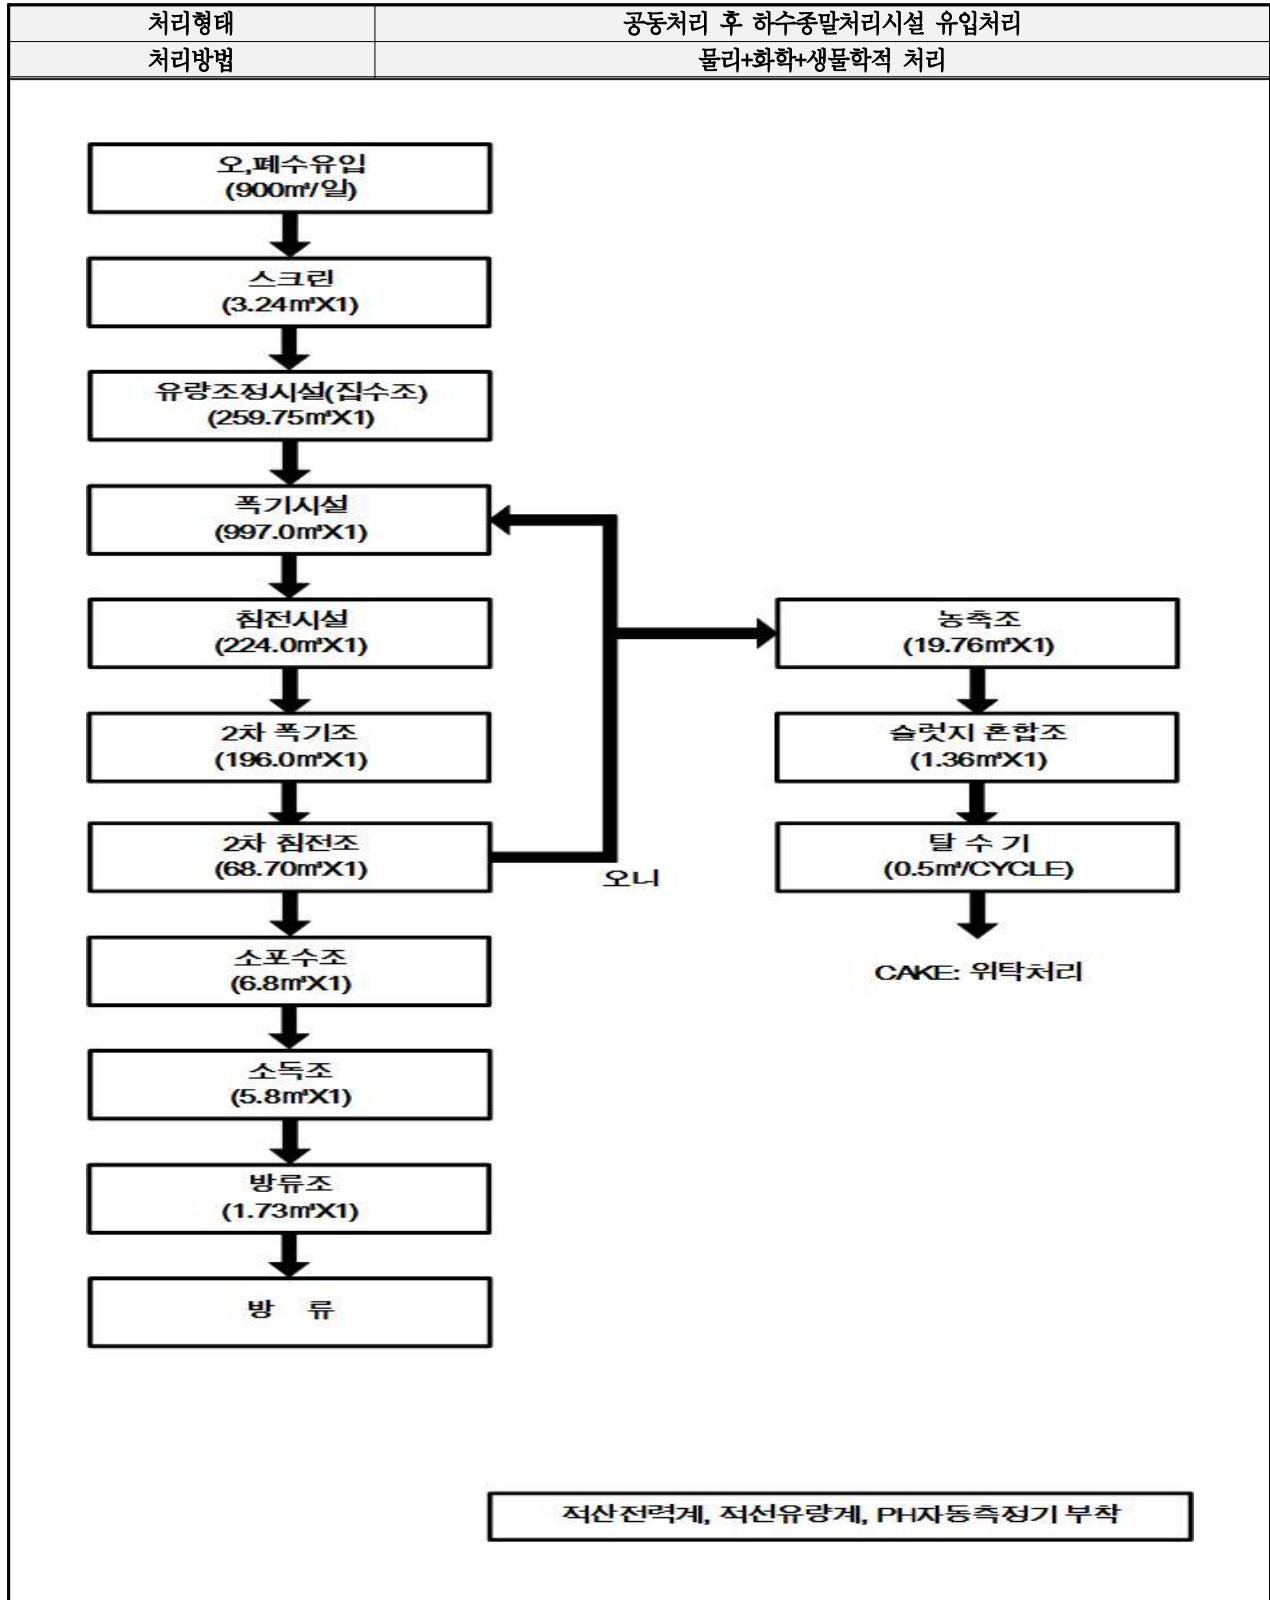 처리형태 공동처리 후 하수종말처리시설 유입처리
처리방법 물리+화학+생물학적 처리
오,폐수유입
(900㎥/일)
스크린
(3.24㎥X1)
유량조정시설(집수조)
(259.75㎥X1)
폭기시설
(997.0㎥X1)
침전시설
(224.0㎥X1)
2차 폭기조
(196.0㎥X1)
2차 침전조
(68.70㎥X1)
오니
소포수조
(6.8㎥X1)
소독조
(5.8㎥X1)
방류조
(1.73㎥X1)
방 류
농축조
(19.76㎥X1)
슬럿지 혼합조
(1.36㎥X1)
탈 수 기
(0.5㎥/CYCLE)
CAKE: 위탁처리
적산전력계, 적선유량계, PH자동측정기 부착